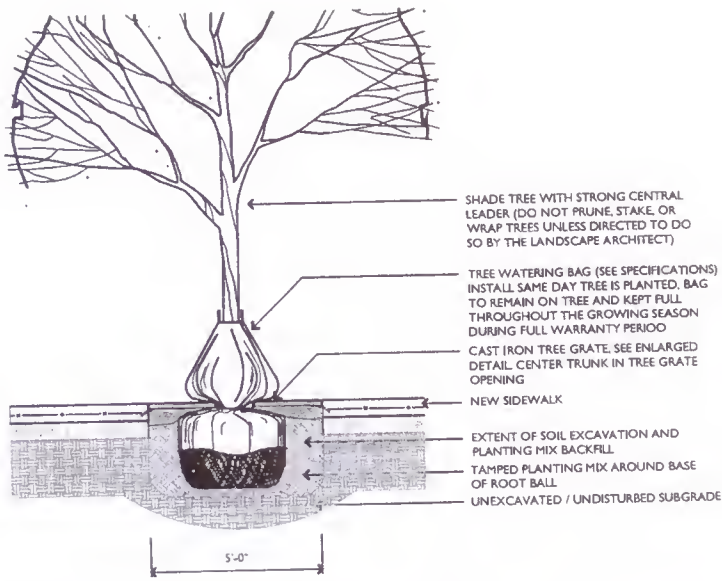 SHADE TREE WITH STRONG CENTRAL
LEADER (DO NOT PRUNE, STAKE, OR
WRAP TREES UNLESS DIRECTED TO DO
SO BY THE LANDSCAPE ARCHITECT)
TREE WATERING BAG (SEE SPECIFICATIONS)
INSTALL SAME DAY TREE IS PLANTED. BAG
TO REMAIN ON TREE AND KEPT FULL
THROUGHOUT THE GROWING SEASON
DURING FULL WARRANTY PERIOD
CAST IRON TREE GRATE. SEE ENLARGED
DETAIL. CENTER TRUNK IN TREE GRATE
OPENING
NEW SIDEWALK
EXTENT OF SOIL EXCAVATION AND
PLANTING MIX BACKFILL
TAMPED PLANTING MIX AROUND BASE
OF ROOT BALL
UNEXCAVATED / UNDISTURBED SUBGRADE
5'-0"